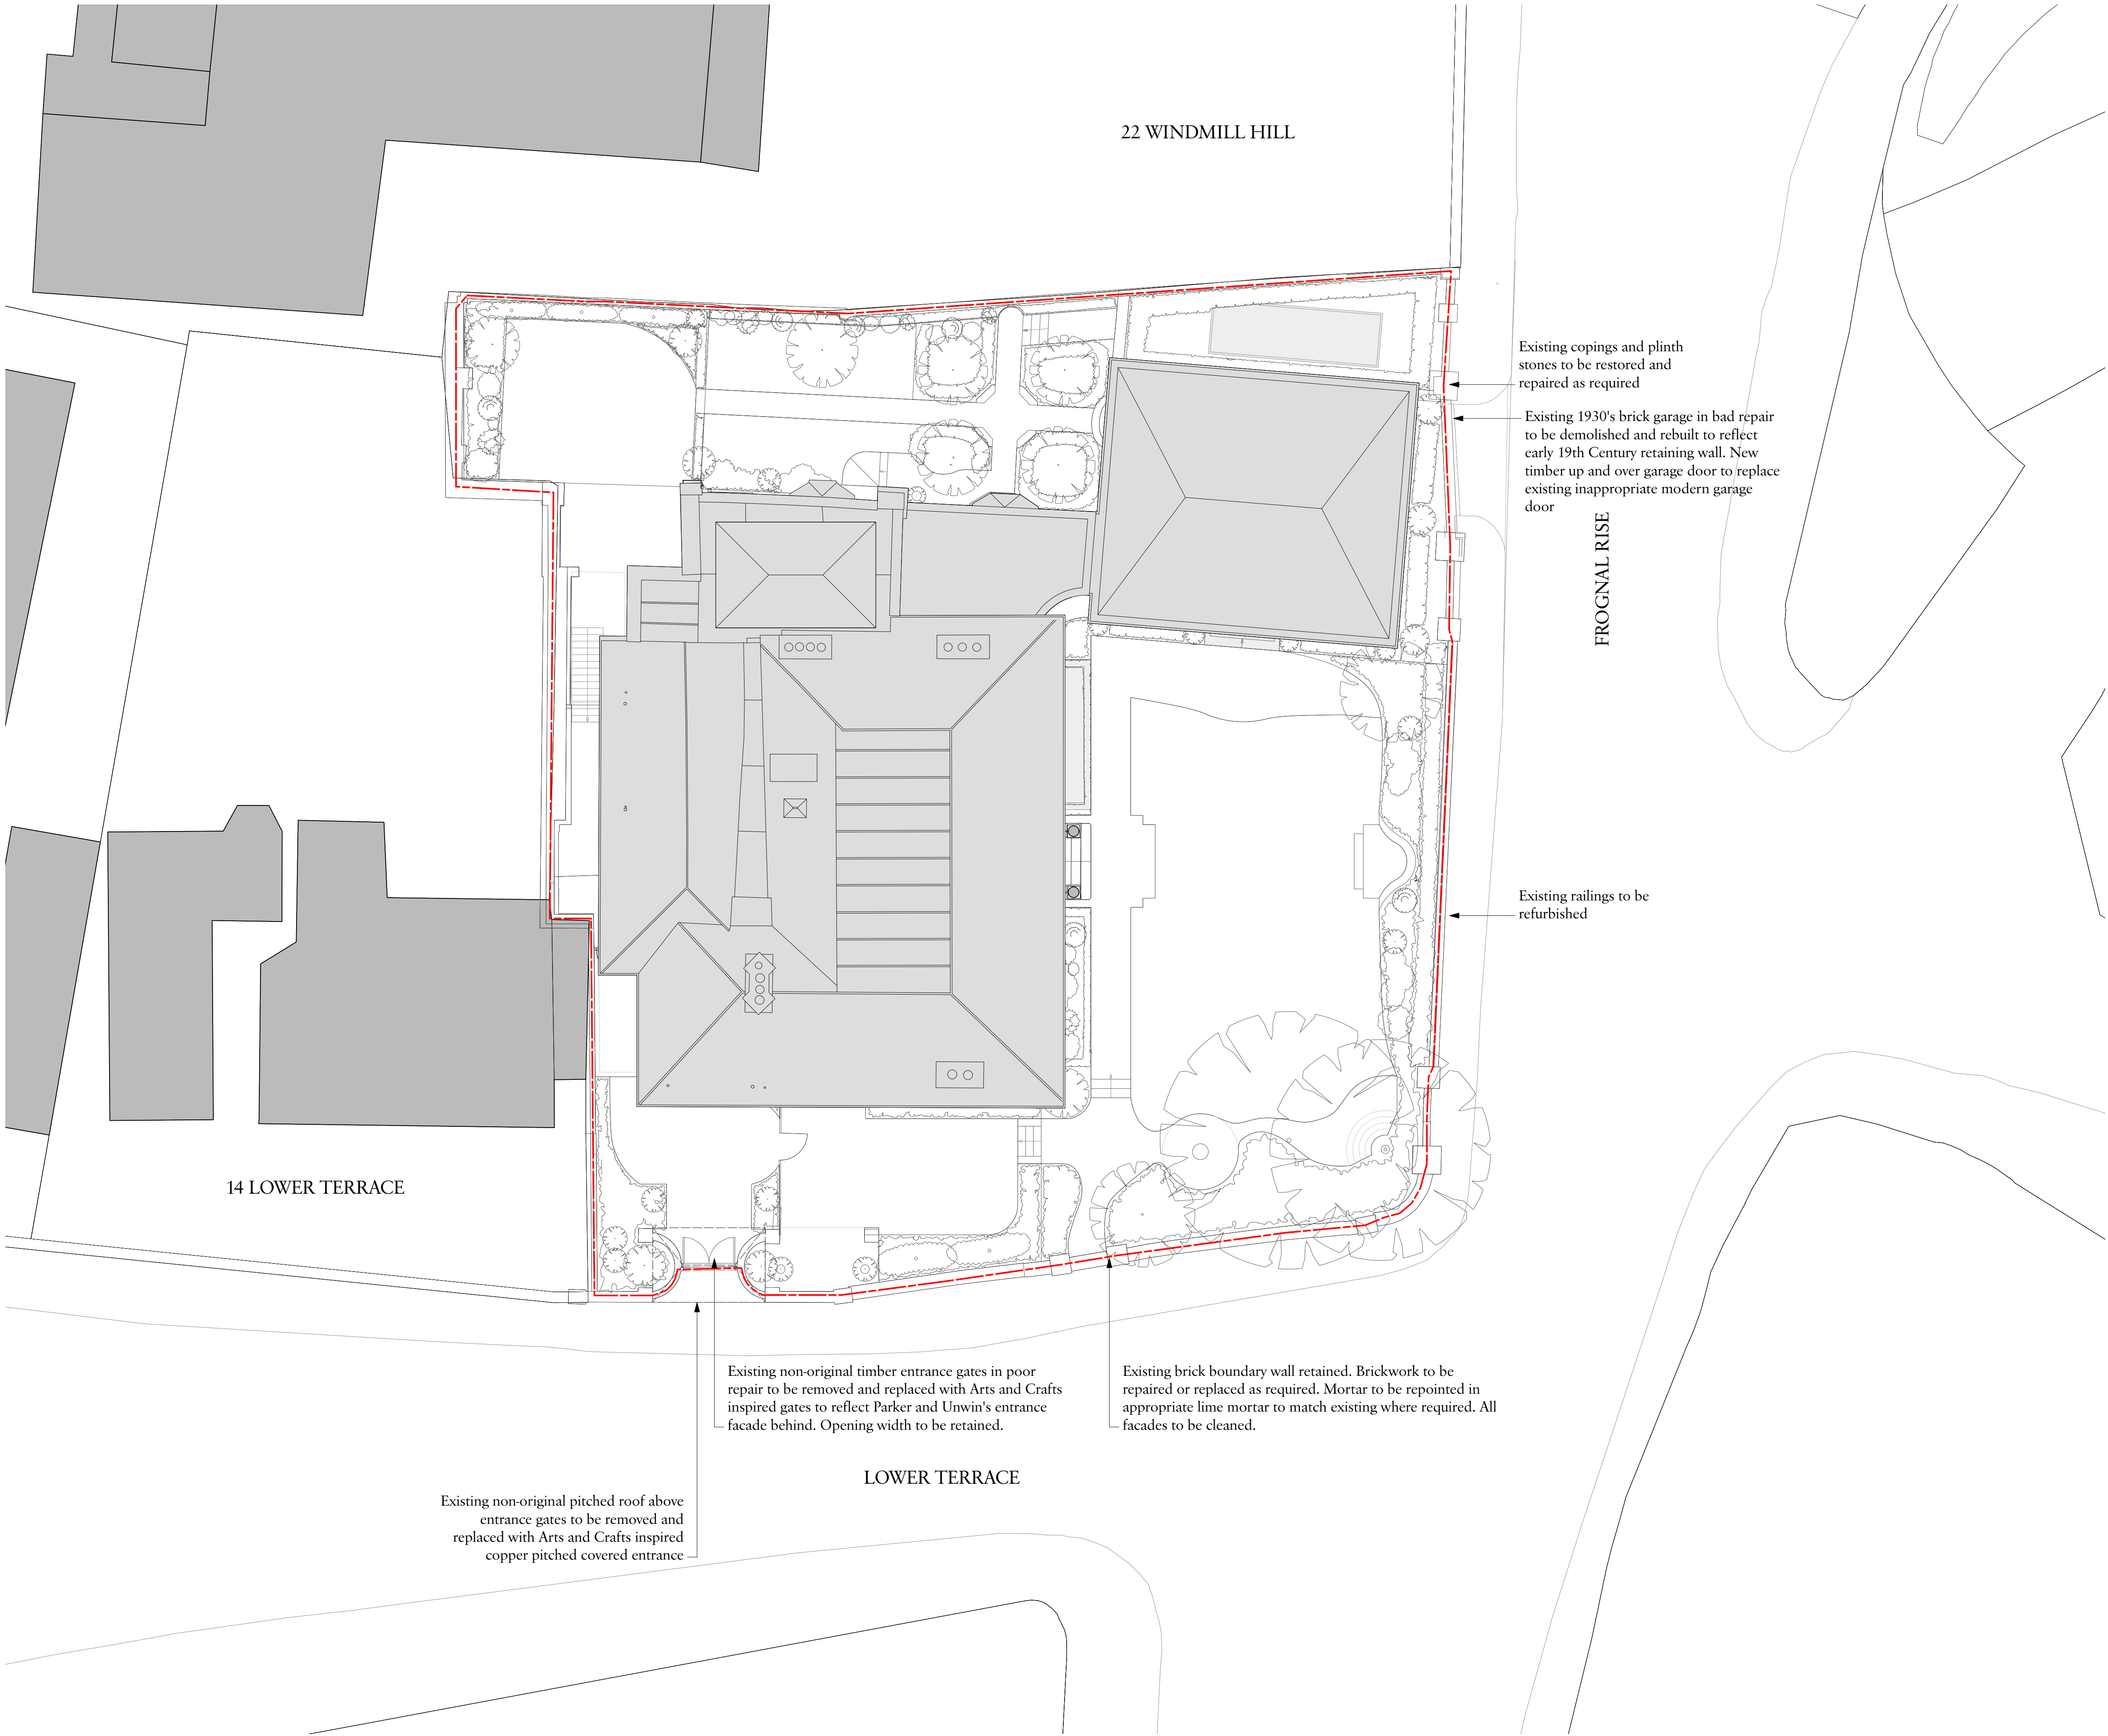 22 WINDMILL HILL
Existing copings and plinth
stones to be restored and
repaired as required
Existing 1930's brick garage in bad repair
to be demolished and rebuilt to reflect
early 19th Century retaining wall. New
timber up and over garage door to replace
existing inappropriate modern garage
door
FROGNAL RISE
Existing railings to be
refurbished
14 LOWER TERRACE
Existing non-original timber entrance gates in poor
repair to be removed and replaced with Arts and Crafts
inspired gates to reflect Parker and Unwin's entrance
facade behind. Opening width to be retained.
Existing brick boundary wall retained. Brickwork to be
repaired or replaced as required. Mortar to be repointed in
appropriate lime mortar to match existing where required. All
facades to be cleaned.
LOWER TERRACE
Existing non-original pitched roof above
entrance gates to be removed and
replaced with Arts and Crafts inspired
copper pitched covered entrance